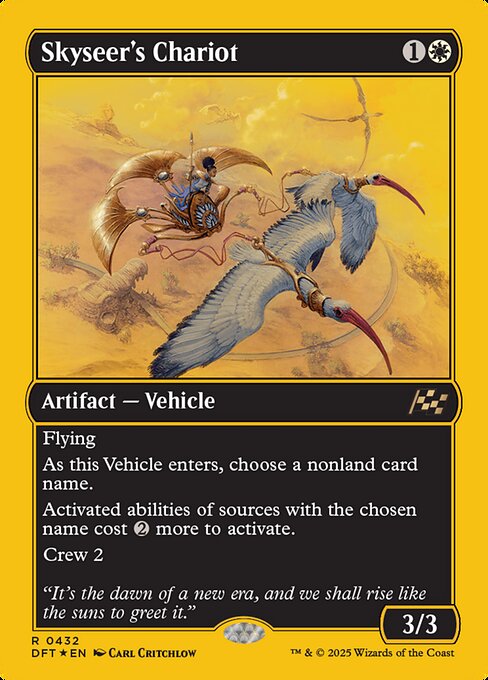 Skyseer's Chariot 1
Artifact — Vehicle
Flying
As this Vehicle enters, choose a nonland card
name.
Activated abilities of sources with the chosen
name cost 2 more to activate.
Crew 2
“It's the dawn of a new era, and we shall rise like
the suns to greet it.”
3/3
R 0432
DFT★EN Carl Critchlow
™ & © 2025 Wizards of the Coast